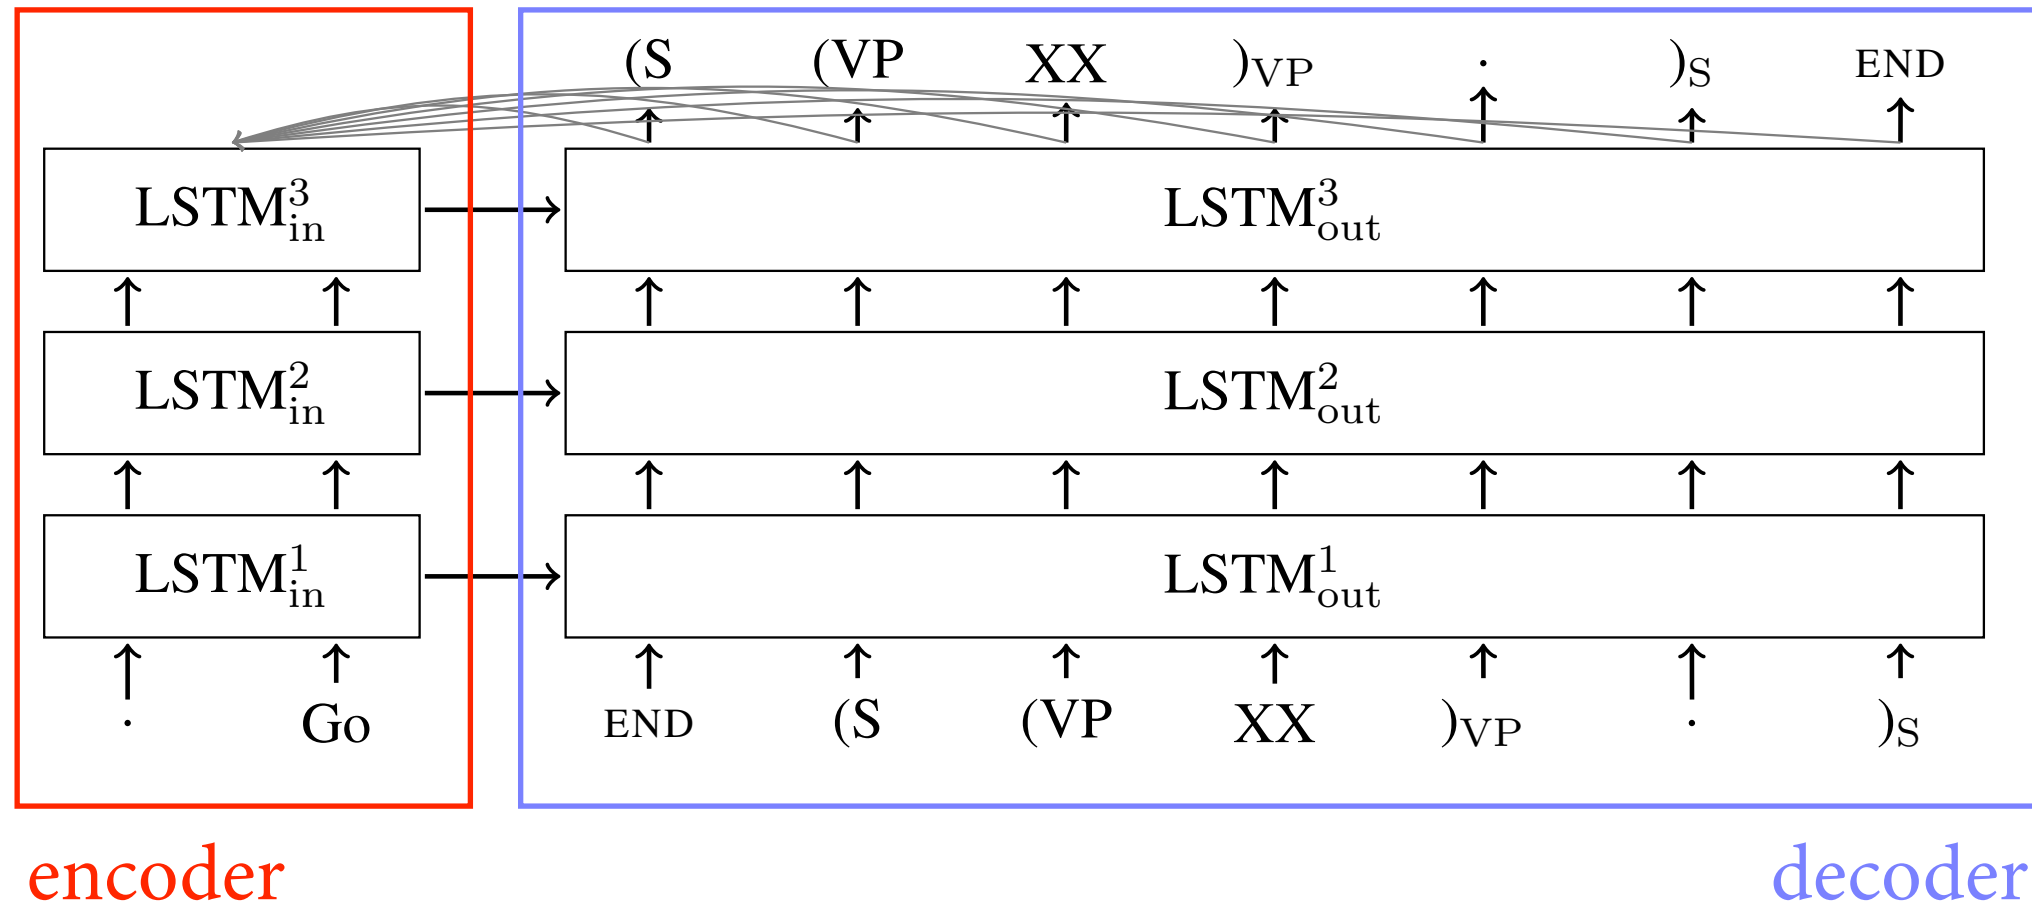 (S (VP XX )VP . )S END
LSTM³in LSTM³out
LSTM²in LSTM²out
LSTM¹in LSTM¹out
. Go END (S (VP XX )VP . )S
encoder decoder